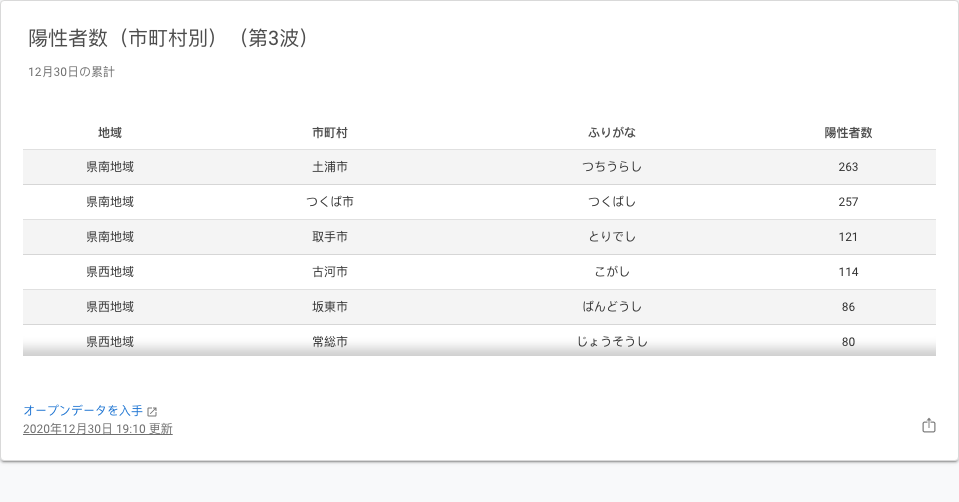 陽性者数（市町村別）（第3波）
12月30日の累計
地域 市町村 ふりがな 陽性者数
県南地域 土浦市 つちうらし 263
県南地域 つくば市 つくばし 257
県南地域 取手市 とりでし 121
県西地域 古河市 こがし 114
県西地域 坂東市 ばんどうし 86
県西地域 常総市 じょうそうし 80
オープンデータを入手
2020年12月30日 19:10 更新